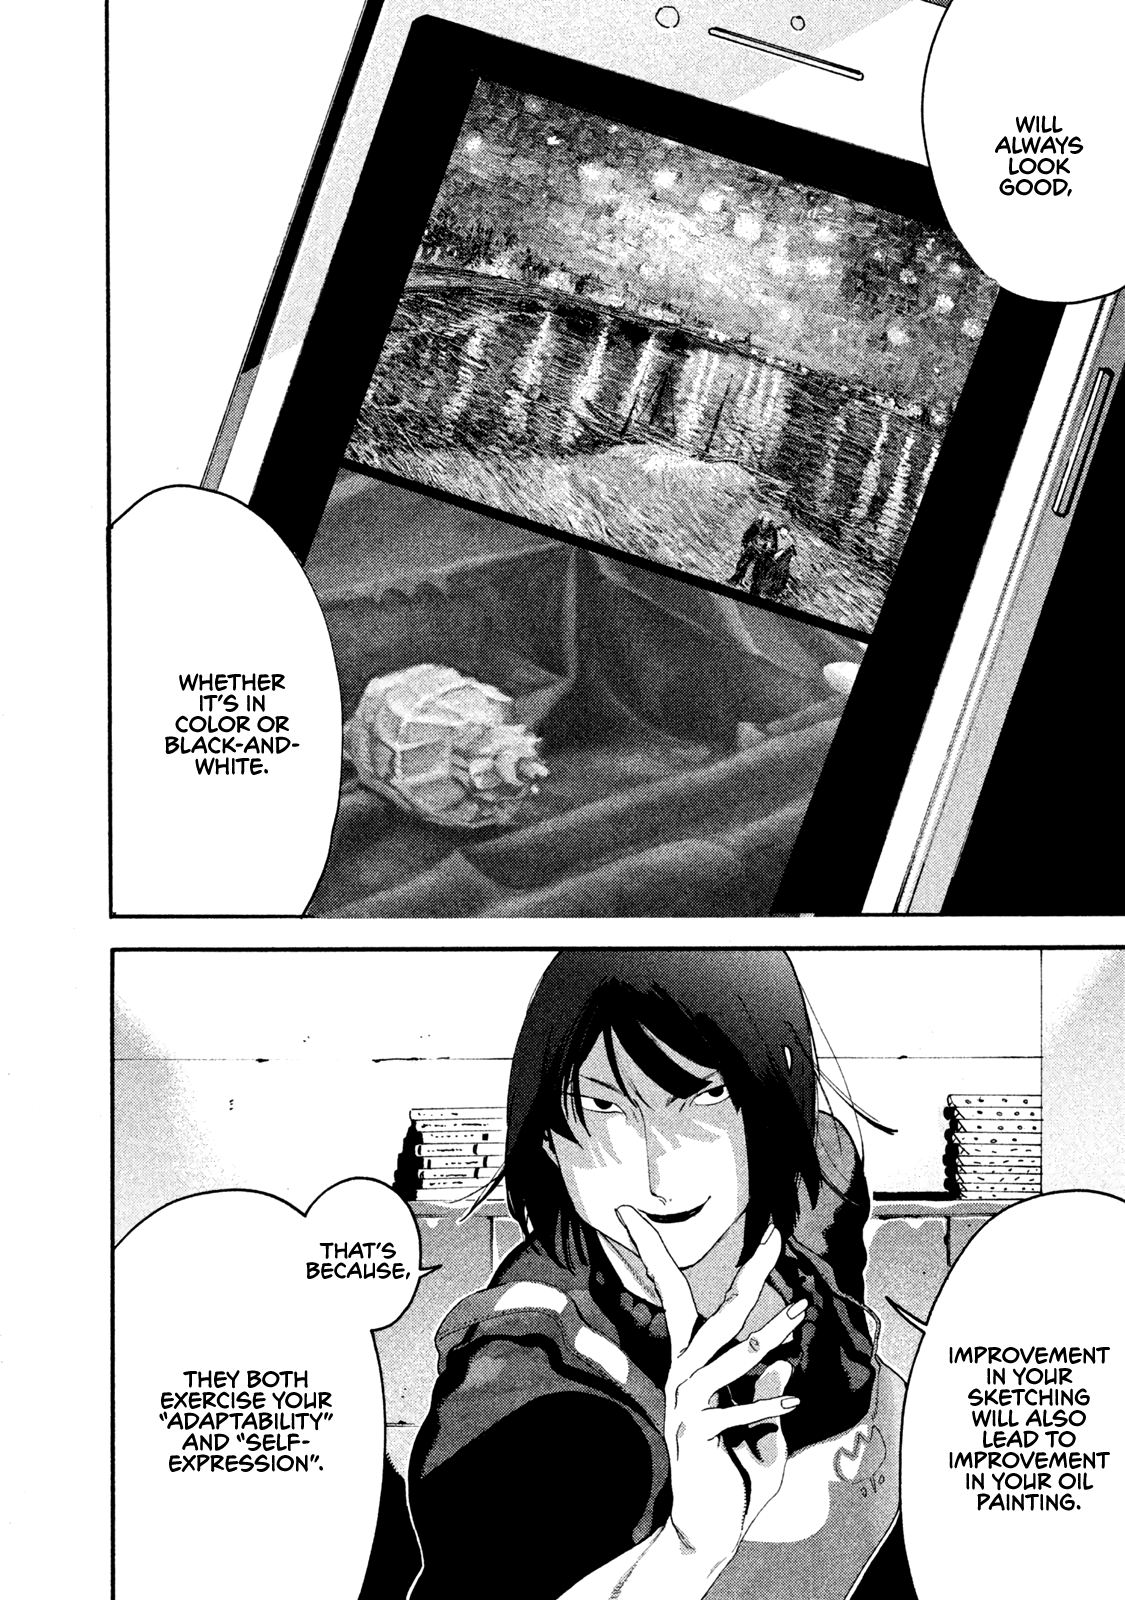 WILL
ALWAYS
LOOK
GOOD,
WHETHER
IT'S IN
COLOR OR
BLACK-AND-
WHITE.
IMPROVEMENT
IN YOUR
SKETCHING
WILL ALSO
LEAD TO
IMPROVEMENT
IN YOUR OIL
PAINTING.
THAT'S
BECAUSE,
THEY BOTH
EXERCISE YOUR
"ADAPTABILITY"
AND "SELF-
EXPRESSION".